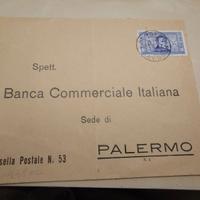 Spett.
Banca Commerciale Italiana
Sede di
PALERMO
sella Postale N. 53